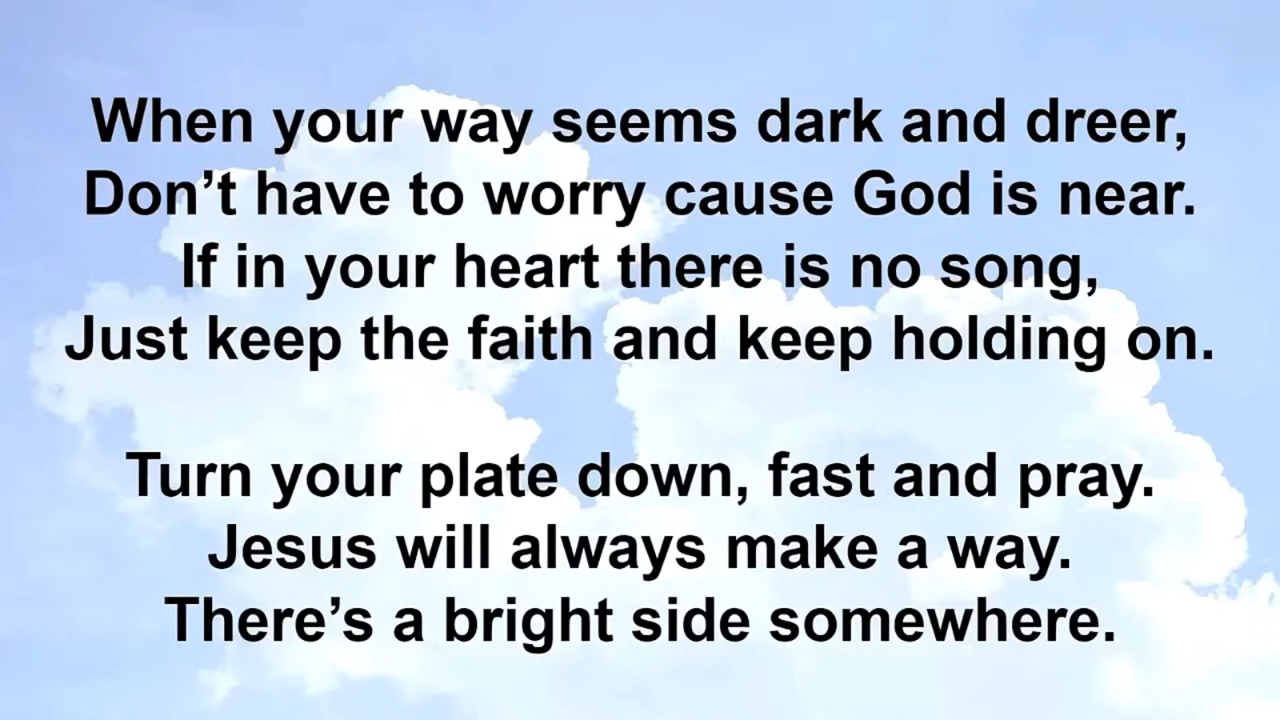 When your way seems dark and dreer,
Don’t have to worry cause God is near.
If in your heart there is no song,
Just keep the faith and keep holding on.
Turn your plate down, fast and pray.
Jesus will always make a way.
There’s a bright side somewhere.